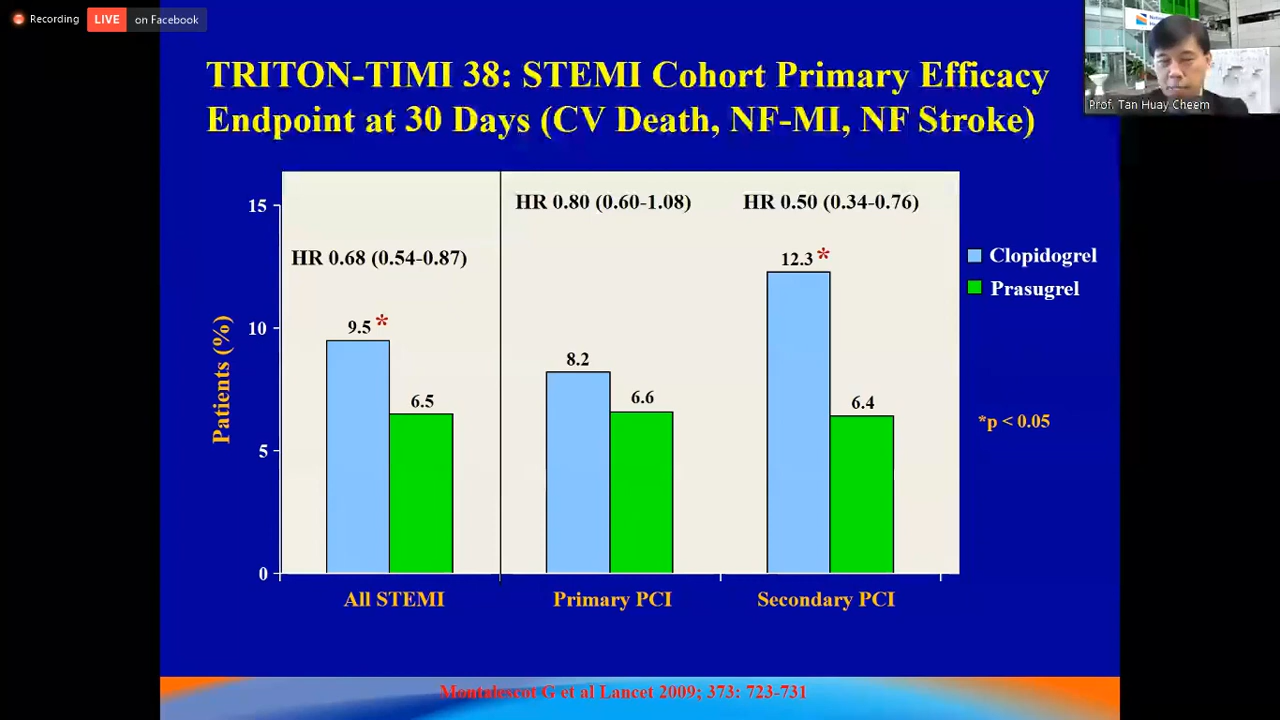 Recording
LIVE on Facebook
Prof. Tan Huay Cheem
TRITON-TIMI 38: STEMI Cohort Primary Efficacy
Endpoint at 30 Days (CV Death, NF-MI, NF Stroke)
HR 0.80 (0.60-1.08)
HR 0.50 (0.34-0.76)
HR 0.68 (0.54-0.87)
15
10
5
0
Patients (%)
9.5 *
6.5
8.2
6.6
12.3 *
6.4
Clopidogrel
Prasugrel
*p < 0.05
All STEMI
Primary PCI
Secondary PCI
Montalescot G et al Lancet 2009; 373: 723-731